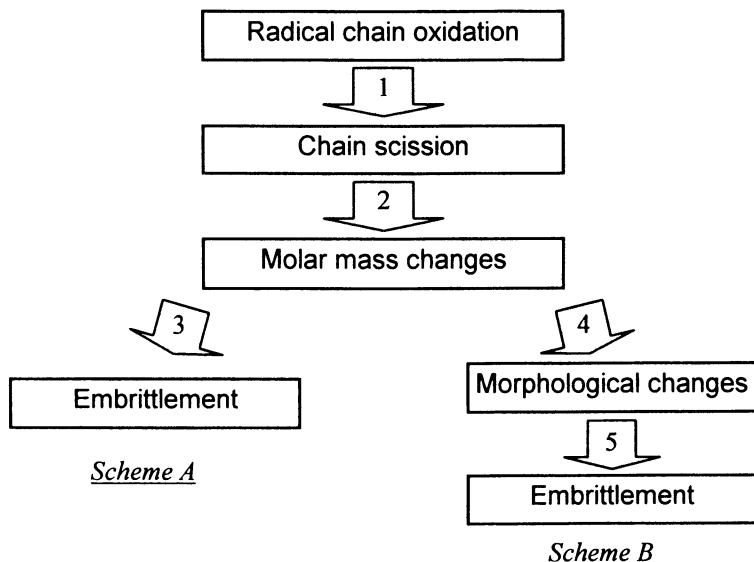 Radical chain oxidation
1
Chain scission
2
Molar mass changes
3
4
Embrittlement
Morphological changes
5
Scheme A
Embrittlement
Scheme B